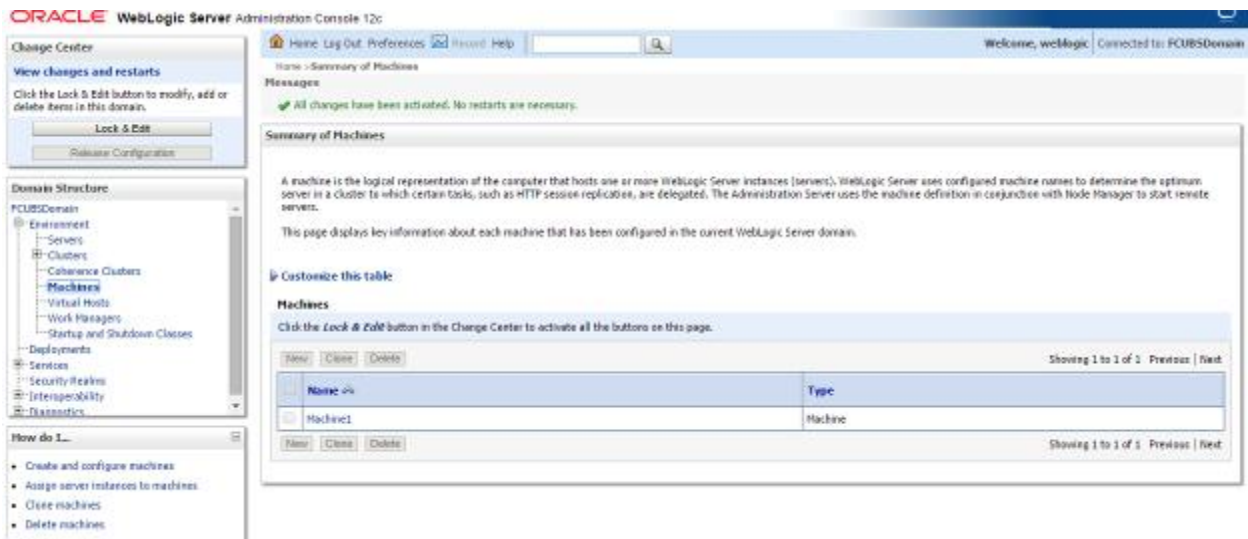 ORACLE WebLogic Server Administration Console 12c
Change Center
View changes and restarts
Click the Lock & Edit button to modify, add or
delete items in this domain.
Lock & Edit
Release Configuration
Domain Structure
FCUBSDomain
Environment
Servers
Clusters
Coherence Clusters
Machines
Virtual Hosts
Work Managers
Startup and Shutdown Classes
Deployments
Services
Security Realms
Interoperability
Diagnostics
How do I...
Create and configure machines
Assign server instances to machines
Clone machines
Delete machines
Home Log Out Preferences Record Help
Welcome, weblogic Connected to: FCUBSDomain
Home >Summary of Machines
Messages
All changes have been activated. No restarts are necessary.
Summary of Machines
A machine is the logical representation of the computer that hosts one or more WebLogic Server instances (servers). WebLogic Server uses configured machine names to determine the optimum
server in a cluster to which certain tasks, such as HTTP session replication, are delegated. The Administration Server uses the machine definition in conjunction with Node Manager to start remote
servers.
This page displays key information about each machine that has been configured in the current WebLogic Server domain.
Customize this table
Machines
Click the Lock & Edit button in the Change Center to activate all the buttons on this page.
New Clone Delete Showing 1 to 1 of 1 Previous | Next
Name Type
Machine1 Machine
New Clone Delete Showing 1 to 1 of 1 Previous | Next